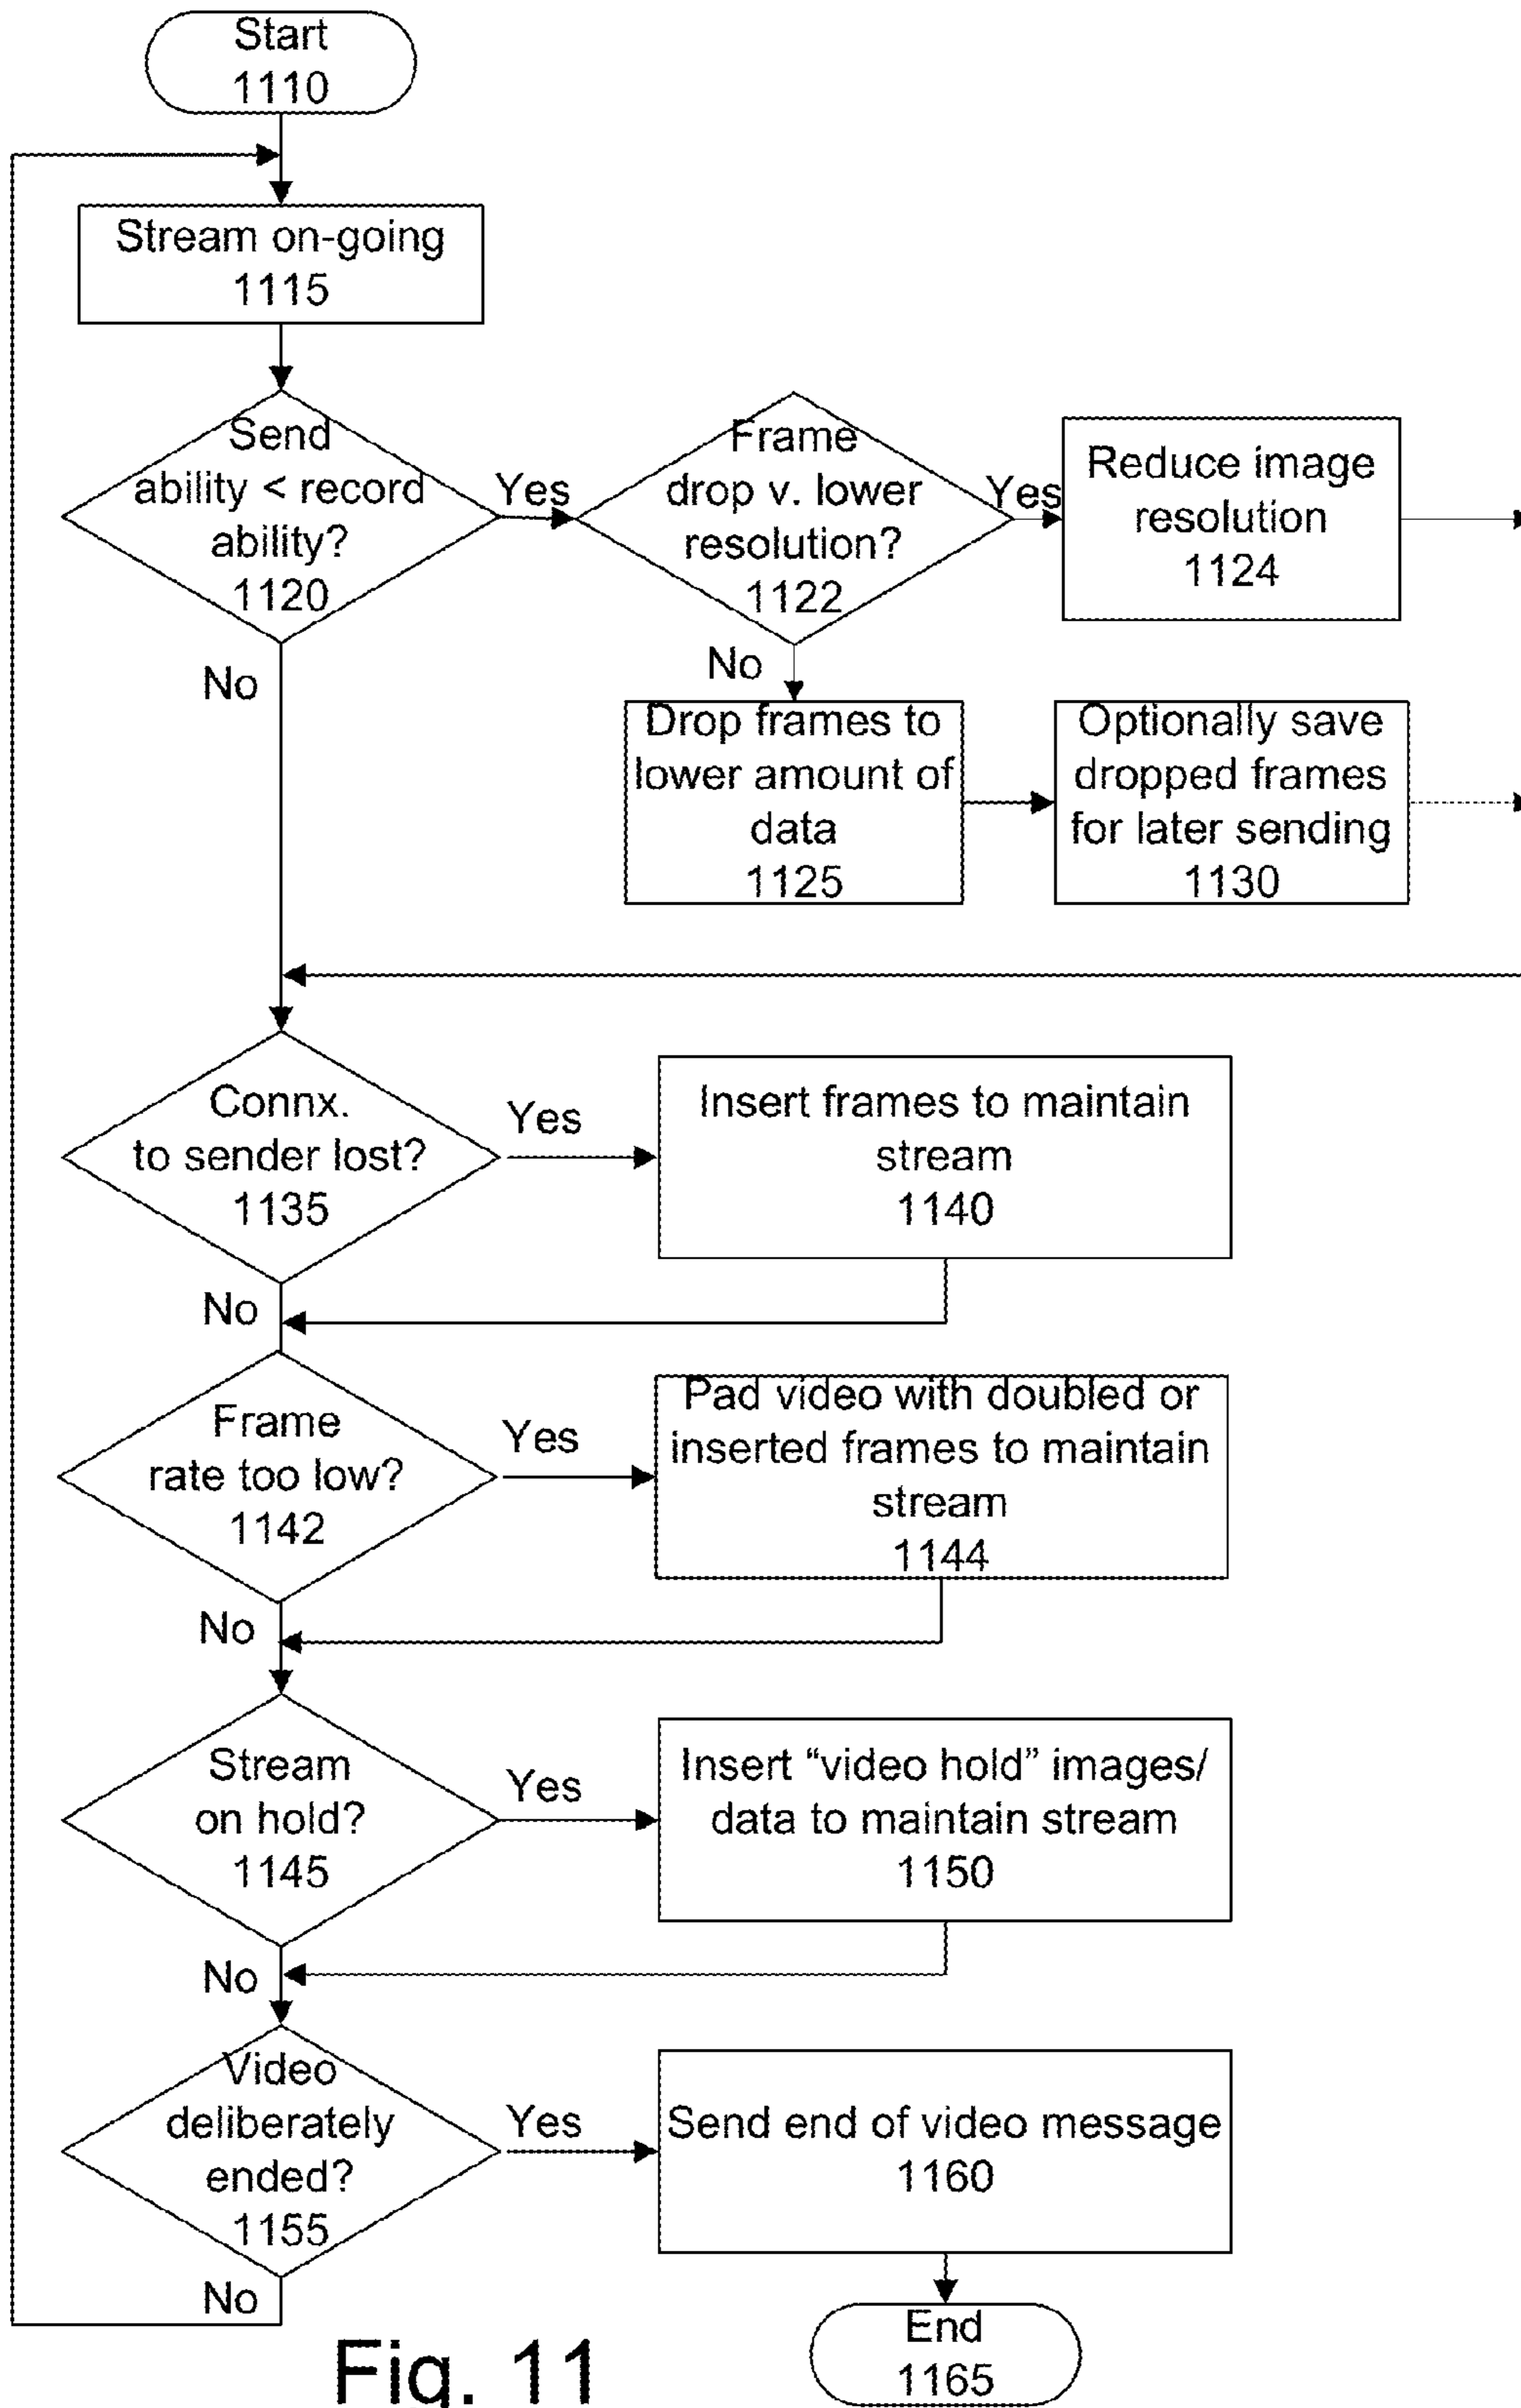 Start
1110
Stream on-going
1115
Send
ability < record
ability?
1120
Yes
Frame
drop v. lower
resolution?
1122
Yes
Reduce image
resolution
1124
No
No
Drop frames to
lower amount of
data
1125
Optionally save
dropped frames
for later sending
1130
Connx.
to sender lost?
1135
Yes
Insert frames to maintain
stream
1140
No
Frame
rate too low?
1142
Yes
Pad video with doubled or
inserted frames to maintain
stream
1144
No
Stream
on hold?
1145
Yes
Insert “video hold” images/
data to maintain stream
1150
No
Video
deliberately
ended?
1155
Yes
Send end of video message
1160
No
End
1165
Fig. 11